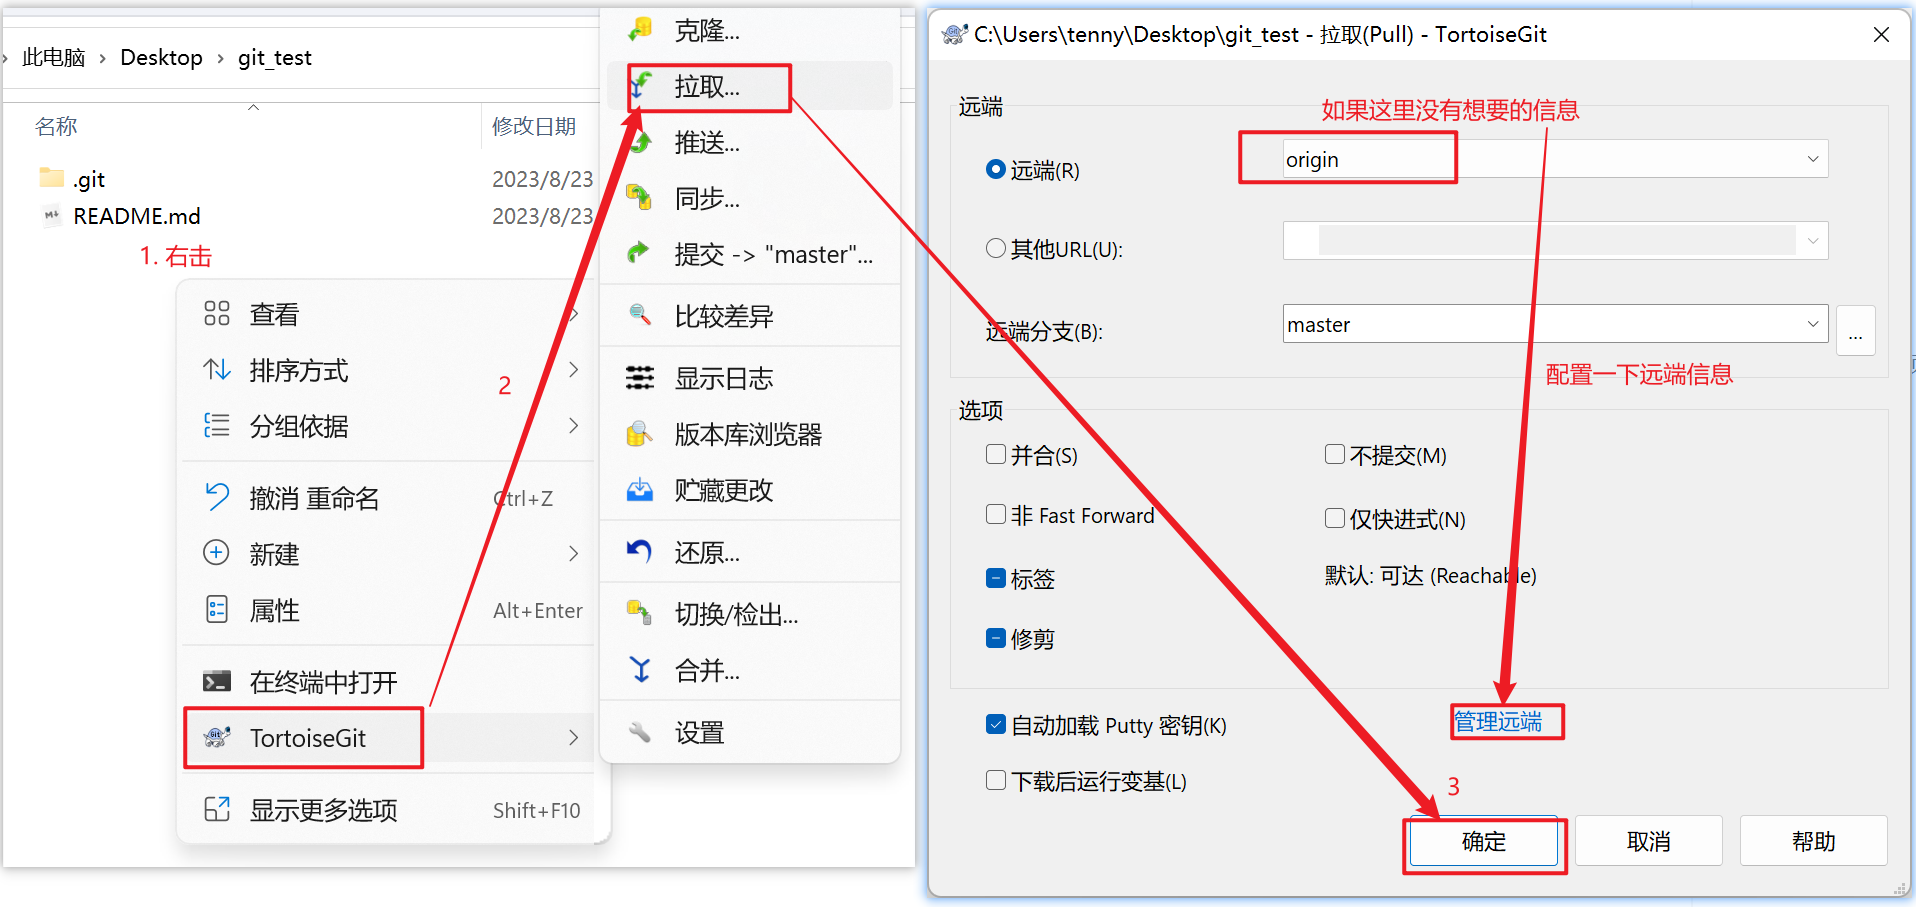 此电脑 > Desktop > git_test
名称 修改日期
.git 2023/8/23
README.md 2023/8/23
1. 右击
查看
排序方式
分组依据
撤消 重命名 Ctrl+Z
新建
属性 Alt+Enter
在终端中打开
TortoiseGit
显示更多选项 Shift+F10
2
克隆...
拉取...
推送...
同步...
提交 -> "master"...
比较差异
显示日志
版本库浏览器
贮藏更改
还原...
切换/检出...
合并...
设置
C:\Users\tenny\Desktop\git_test - 拉取(Pull) - TortoiseGit
远端
如果这里没有想要的信息
远端(R) origin
其他URL(U):
远端分支(B): master ...
配置一下远端信息
选项
并合(S) 不提交(M)
非 Fast Forward 仅快进式(N)
标签 默认: 可达 (Reachable)
修剪
自动加载 Putty 密钥(K) 管理远端
下载后运行变基(L)
3
确定 取消 帮助